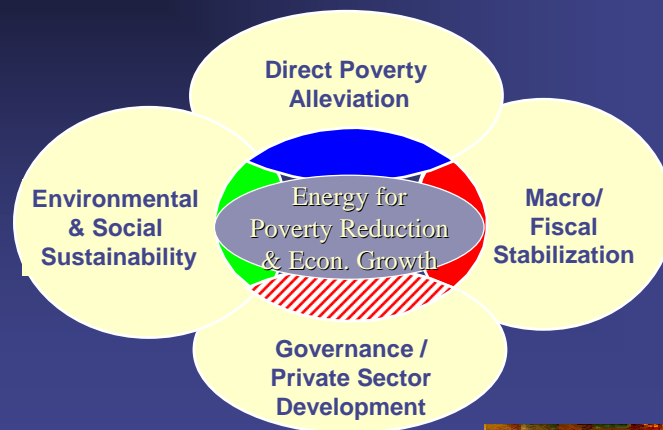 Direct Poverty
Alleviation
Environmental
& Social
Sustainability
Energy for
Poverty Reduction
& Econ. Growth
Macro/
Fiscal
Stabilization
Governance /
Private Sector
Development